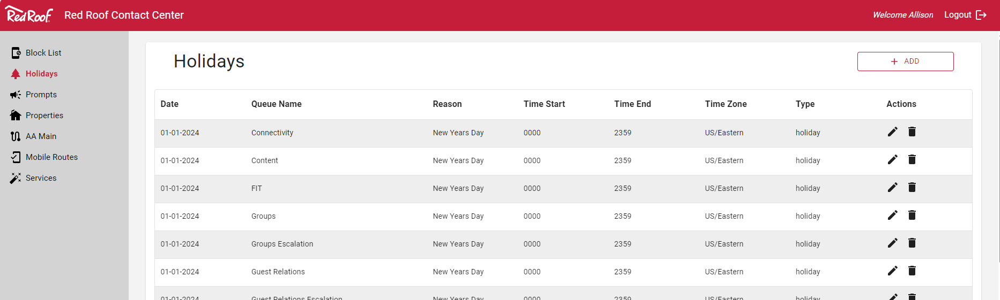 Red Roof Red Roof Contact Center Welcome Allison Logout
Block List
Holidays
Prompts
Properties
AA Main
Mobile Routes
Services
Holidays + ADD
Date Queue Name Reason Time Start Time End Time Zone Type Actions
01-01-2024 Connectivity New Years Day 0000 2359 US/Eastern holiday
01-01-2024 Content New Years Day 0000 2359 US/Eastern holiday
01-01-2024 FIT New Years Day 0000 2359 US/Eastern holiday
01-01-2024 Groups New Years Day 0000 2359 US/Eastern holiday
01-01-2024 Groups Escalation New Years Day 0000 2359 US/Eastern holiday
01-01-2024 Guest Relations New Years Day 0000 2359 US/Eastern holiday
01-01-2024 Guest Relations Escalation New Years Day 0000 2359 US/Eastern holiday